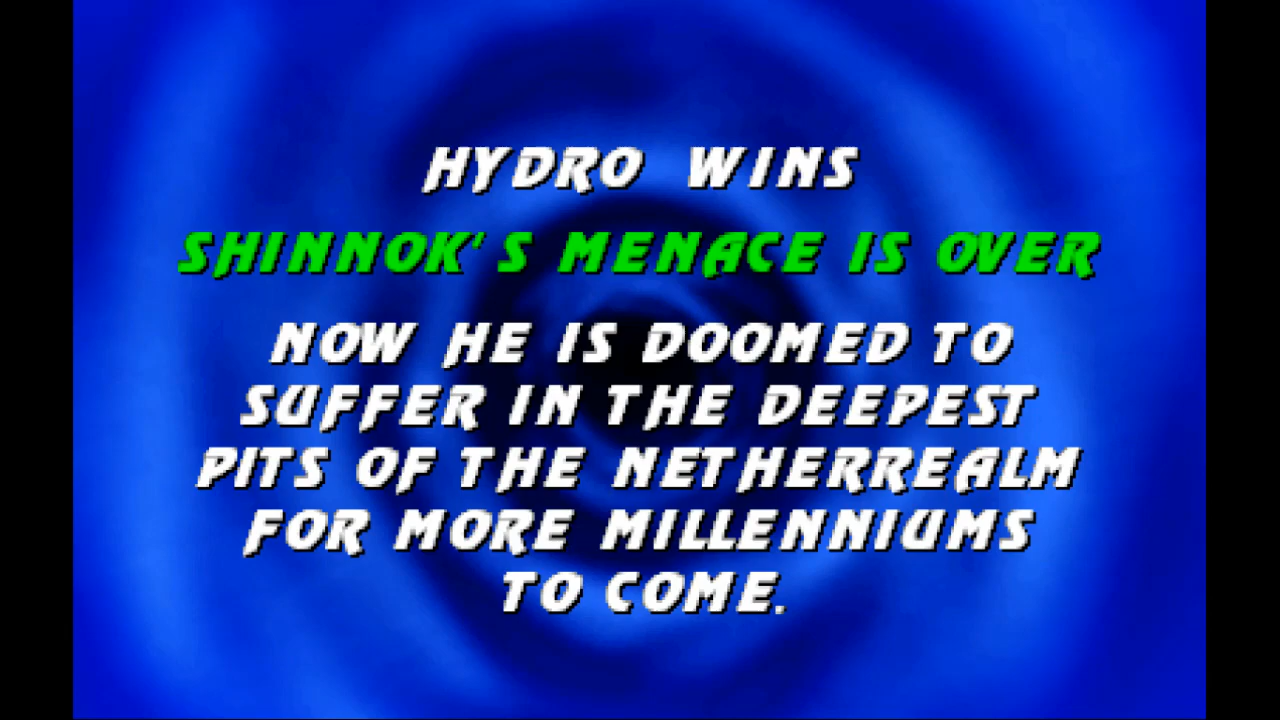 HYDRO WINS
SHINNOK'S MENACE IS OVER
NOW HE IS DOOMED TO
SUFFER IN THE DEEPEST
PITS OF THE NETHERREALM
FOR MORE MILLENNIUMS
TO COME.